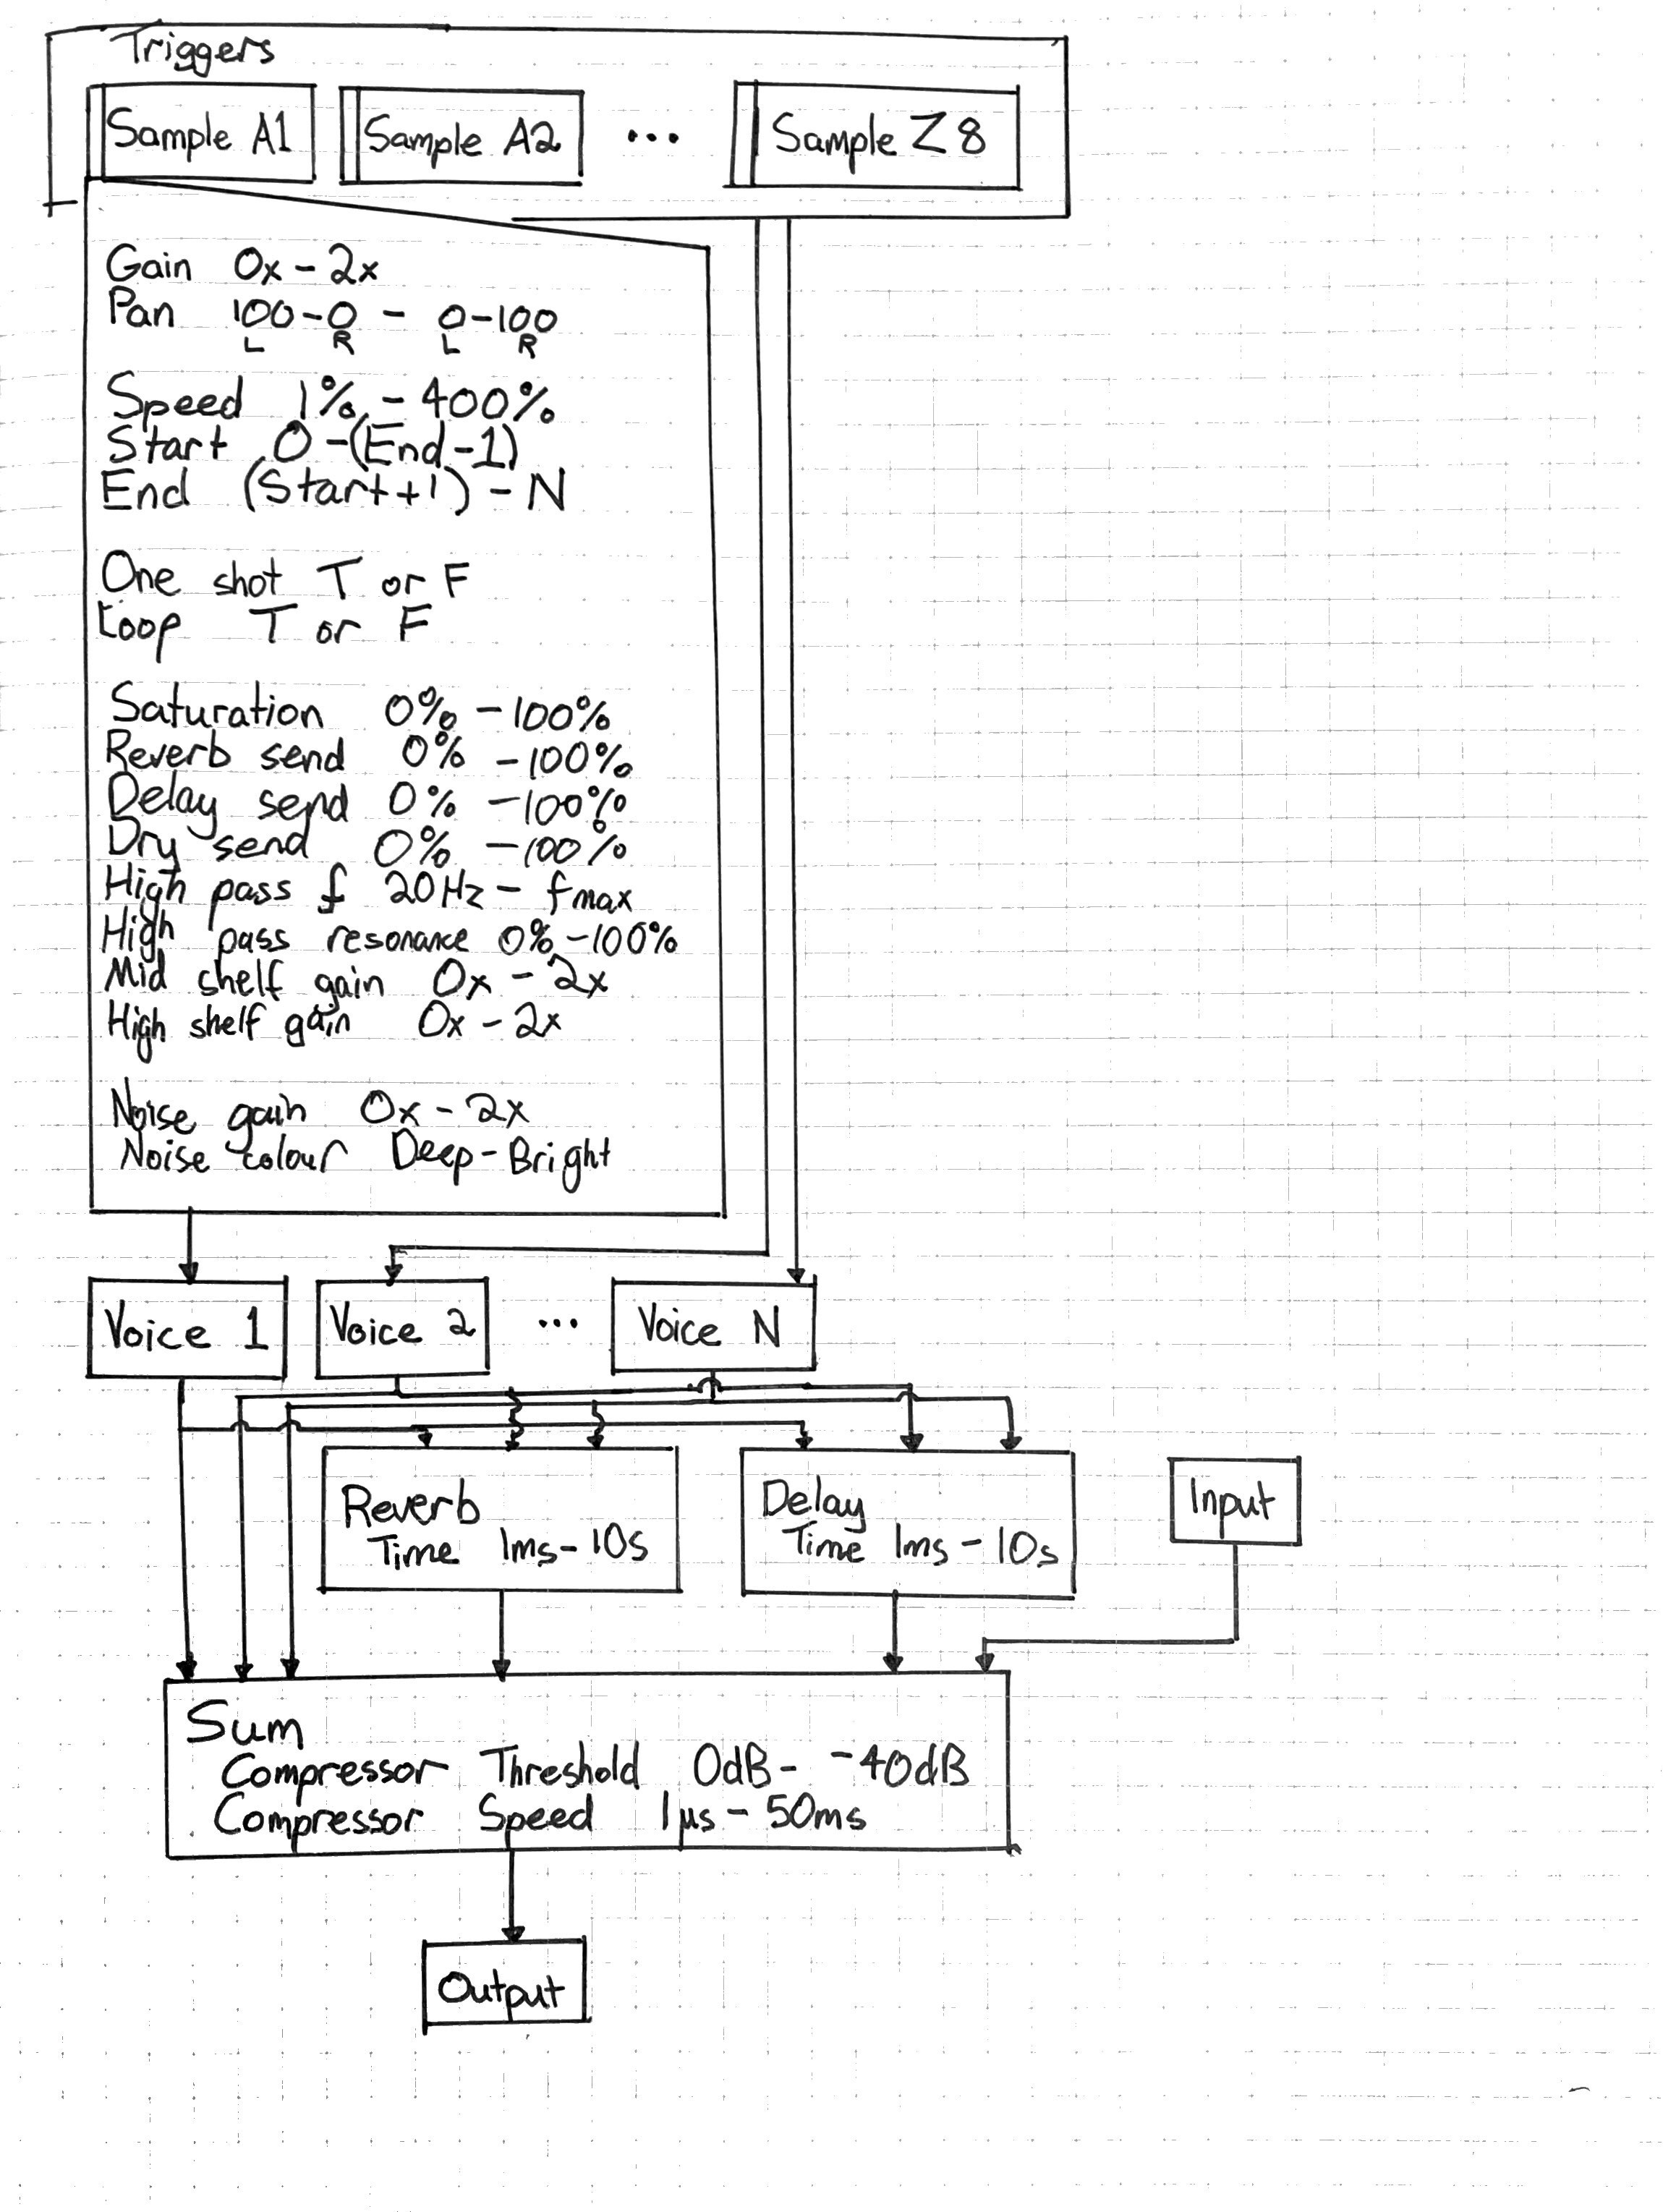 Triggers
Sample A1 Sample A2 ... Sample Z8
Gain 0x - 2x
Pan 100-0 - 0-100
L R L R
Speed 1% - 400%
Start 0 - (End-1)
End (Start+1) - N
One shot T or F
Loop T or F
Saturation 0% - 100%
Reverb send 0% - 100%
Delay send 0% - 100%
Dry send 0% - 100%
High pass f 20Hz - fmax
High pass resonance 0% - 100%
Mid shelf gain 0x - 2x
High shelf gain 0x - 2x
Noise gain 0x - 2x
Noise colour Deep - Bright
Voice 1 Voice 2 ... Voice N
Reverb
Time 1ms - 10s
Delay
Time 1ms - 10s
Input
Sum
Compressor Threshold 0dB - -40dB
Compressor Speed 1µs - 50ms
Output